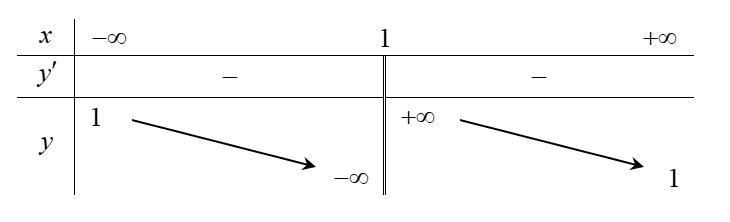 x −∞ 1 +∞
y′ − −
1 +∞
y
−∞ 1